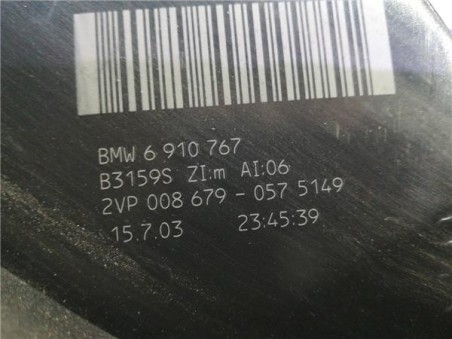 BMW 6 910 767
B3159S ZI:m AI:06
2VP 008 679 - 057 5149
15.7.03 23:45:39